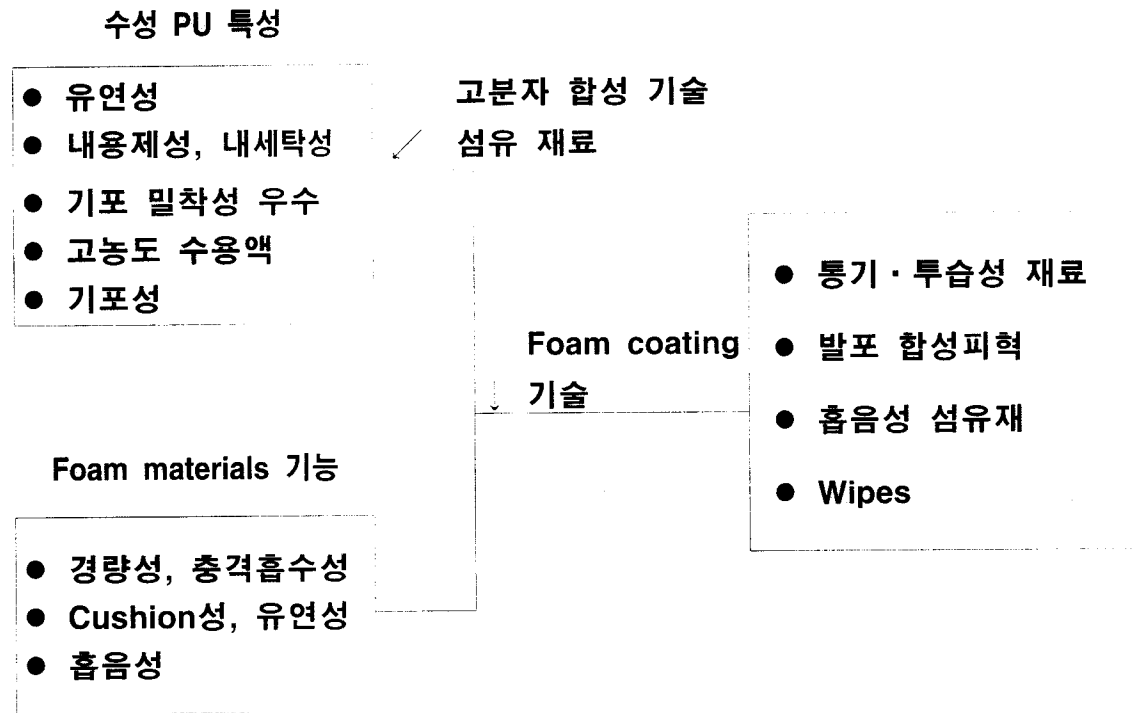 수성 PU 특성
● 유연성
● 내용제성, 내세탁성
● 기포 밀착성 우수
● 고농도 수용액
● 기포성
고분자 합성 기술
섬유 재료
Foam coating
기술
Foam materials 기능
● 경량성, 충격흡수성
● Cushion성, 유연성
● 흡음성
● 통기 · 투습성 재료
● 발포 합성피혁
● 흡음성 섬유재
● Wipes